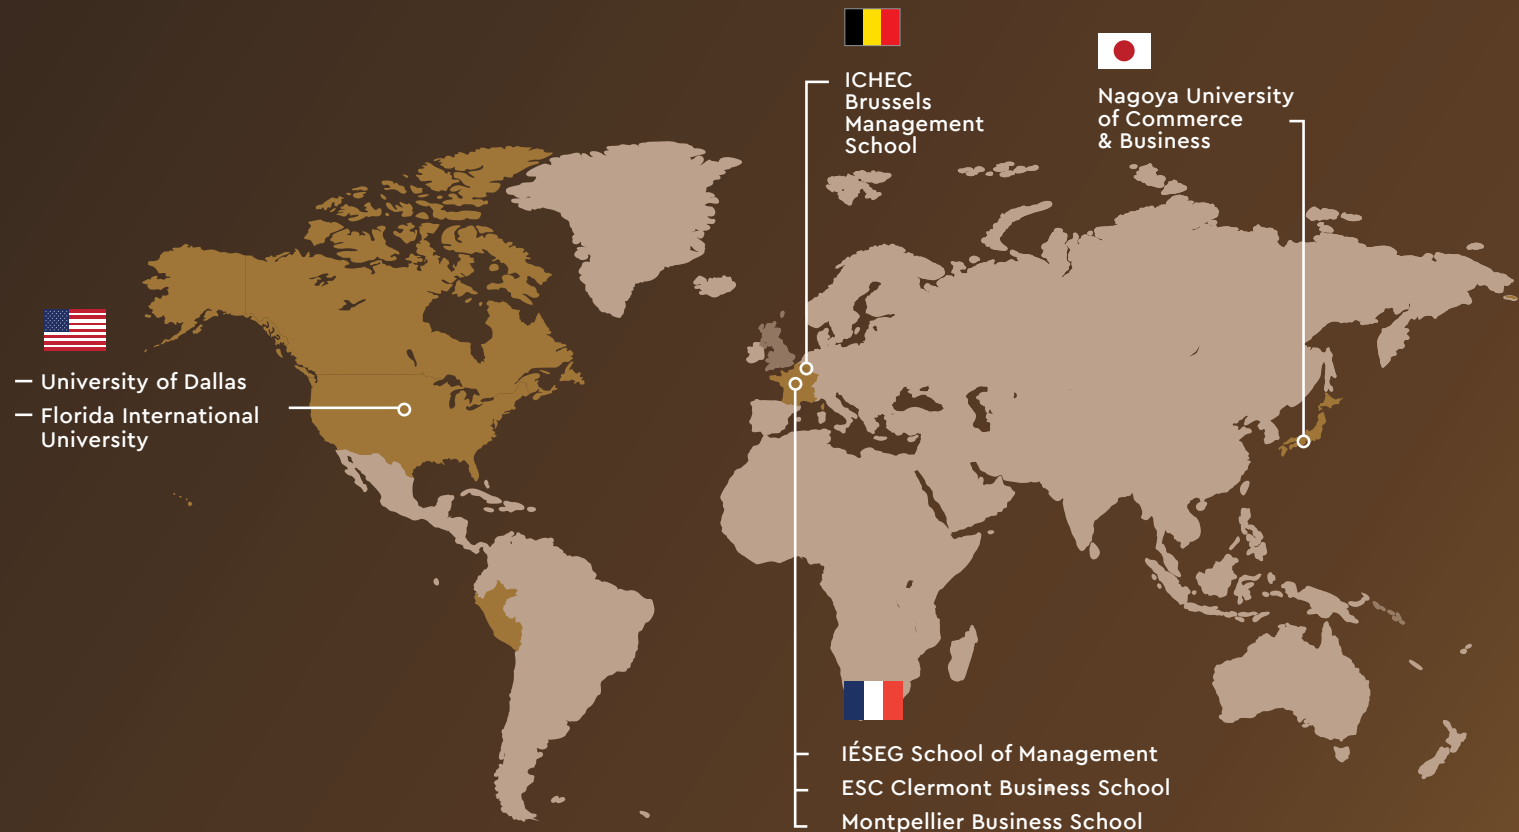 ICHEC
Brussels
Management
School
Nagoya University
of Commerce
& Business
University of Dallas
Florida International
University
IÉSEG School of Management
ESC Clermont Business School
Montpellier Business School